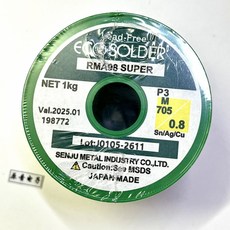 Lead-Free
ECO SOLDER
RMA98 SUPER
NET 1kg
P3
M
705
0.8
Sn/Ag/Cu
Val.2025.01
198772
Lot:J0105-2611
SENJU METAL INDUSTRY CO.,LTD.
Caution:See MSDS
JAPAN MADE